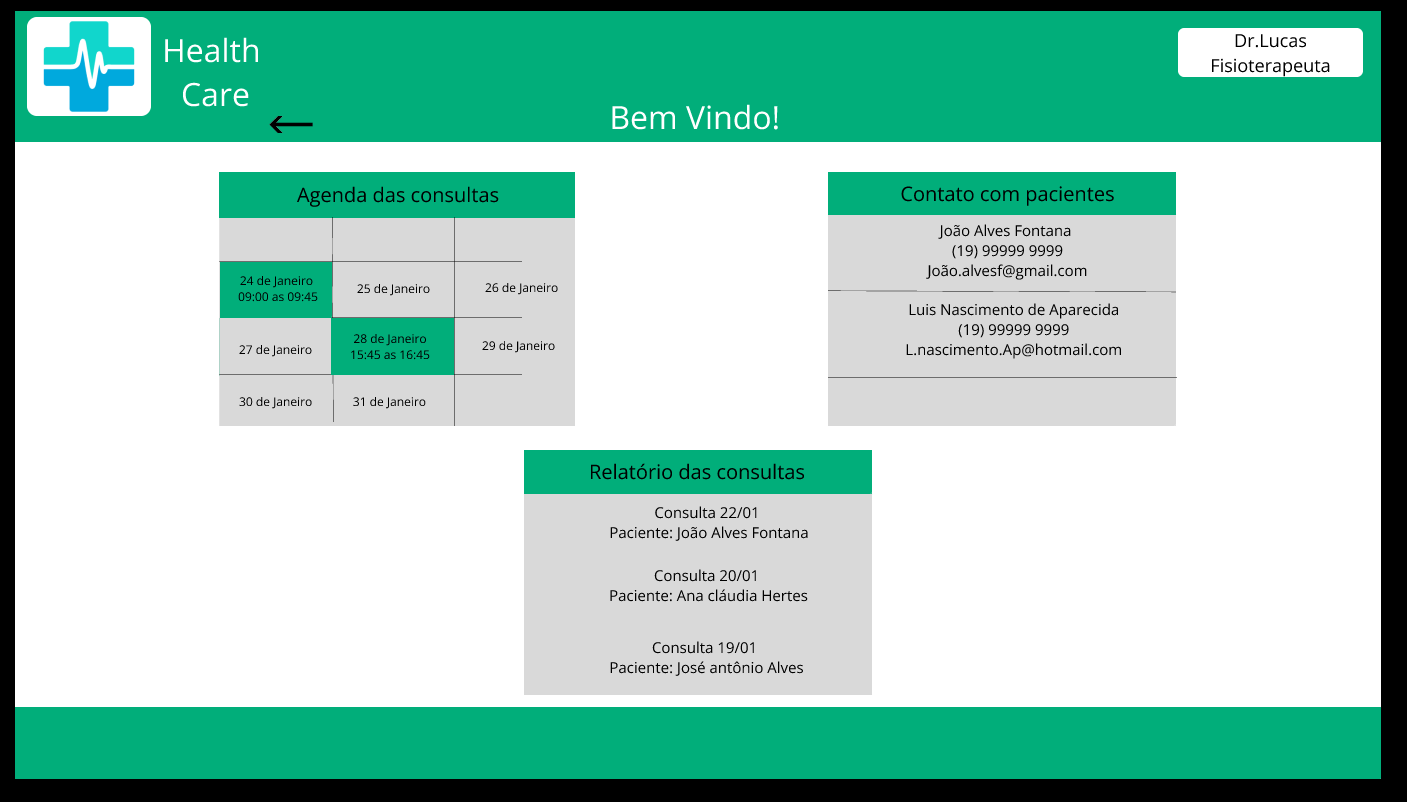 Health
Care
Dr.Lucas
Fisioterapeuta
Bem Vindo!
Agenda das consultas
24 de Janeiro
09:00 as 09:45
25 de Janeiro
26 de Janeiro
27 de Janeiro
28 de Janeiro
15:45 as 16:45
29 de Janeiro
30 de Janeiro
31 de Janeiro
Contato com pacientes
João Alves Fontana
(19) 99999 9999
João.alvesf@gmail.com
Luis Nascimento de Aparecida
(19) 99999 9999
L.nascimento.Ap@hotmail.com
Relatório das consultas
Consulta 22/01
Paciente: João Alves Fontana
Consulta 20/01
Paciente: Ana cláudia Hertes
Consulta 19/01
Paciente: José antônio Alves